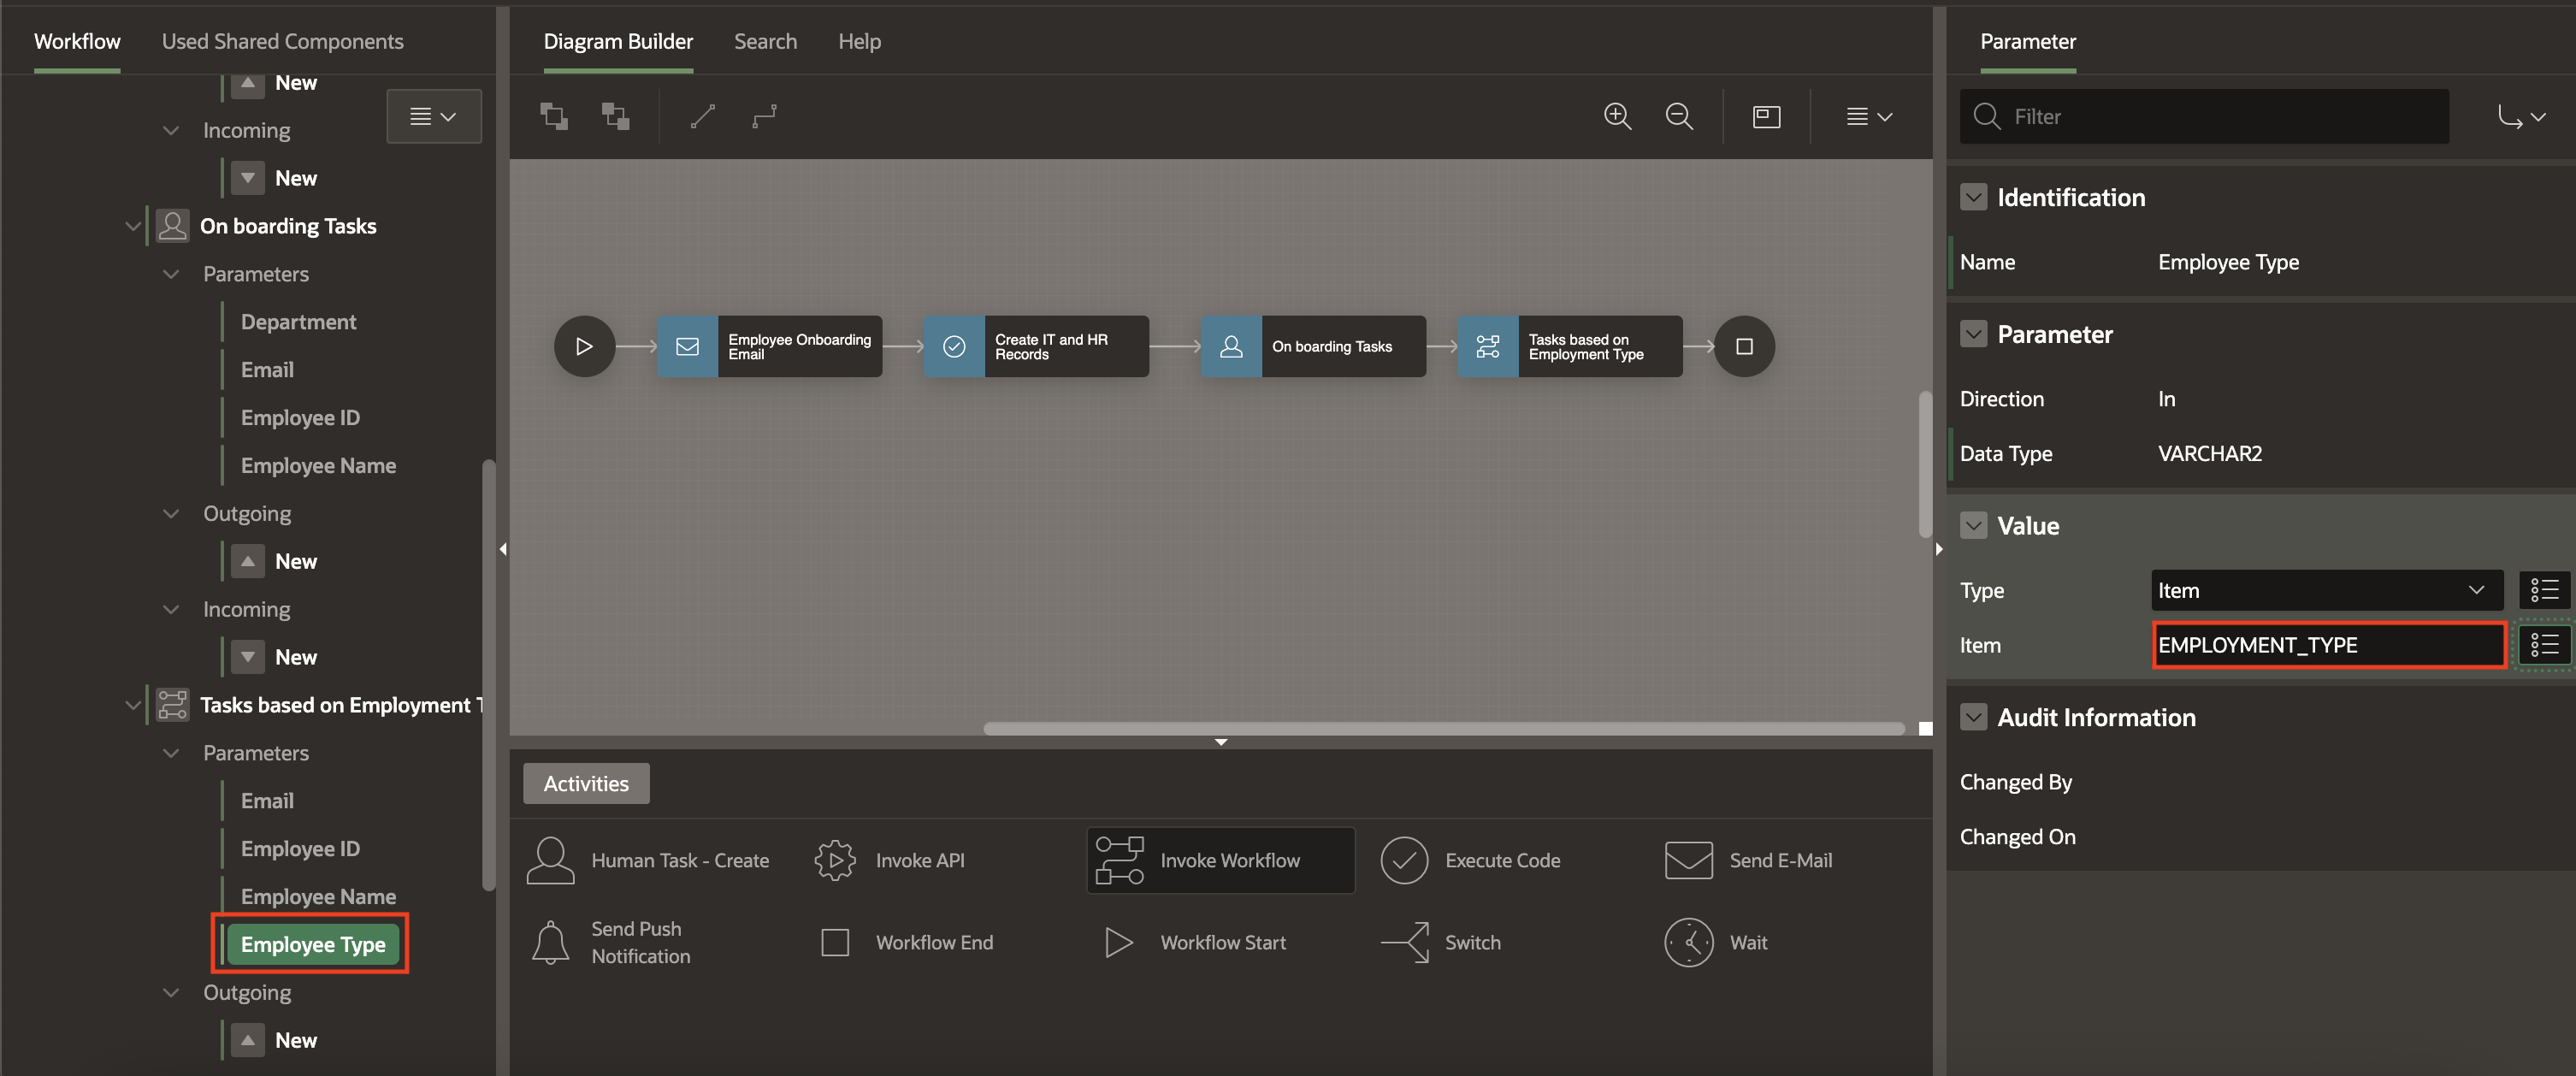 Workflow
Used Shared Components
New
Incoming
New
On boarding Tasks
Parameters
Department
Email
Employee ID
Employee Name
Outgoing
New
Incoming
New
Tasks based on Employment T
Parameters
Email
Employee ID
Employee Name
Employee Type
Outgoing
New
Diagram Builder
Search
Help
Employee Onboarding
Email
Create IT and HR
Records
On boarding Tasks
Tasks based on
Employment Type
Activities
Human Task - Create
Invoke API
Invoke Workflow
Execute Code
Send E-Mail
Send Push
Notification
Workflow End
Workflow Start
Switch
Wait
Parameter
Filter
Identification
Name
Employee Type
Parameter
Direction
In
Data Type
VARCHAR2
Value
Type
Item
Item
EMPLOYMENT_TYPE
Audit Information
Changed By
Changed On